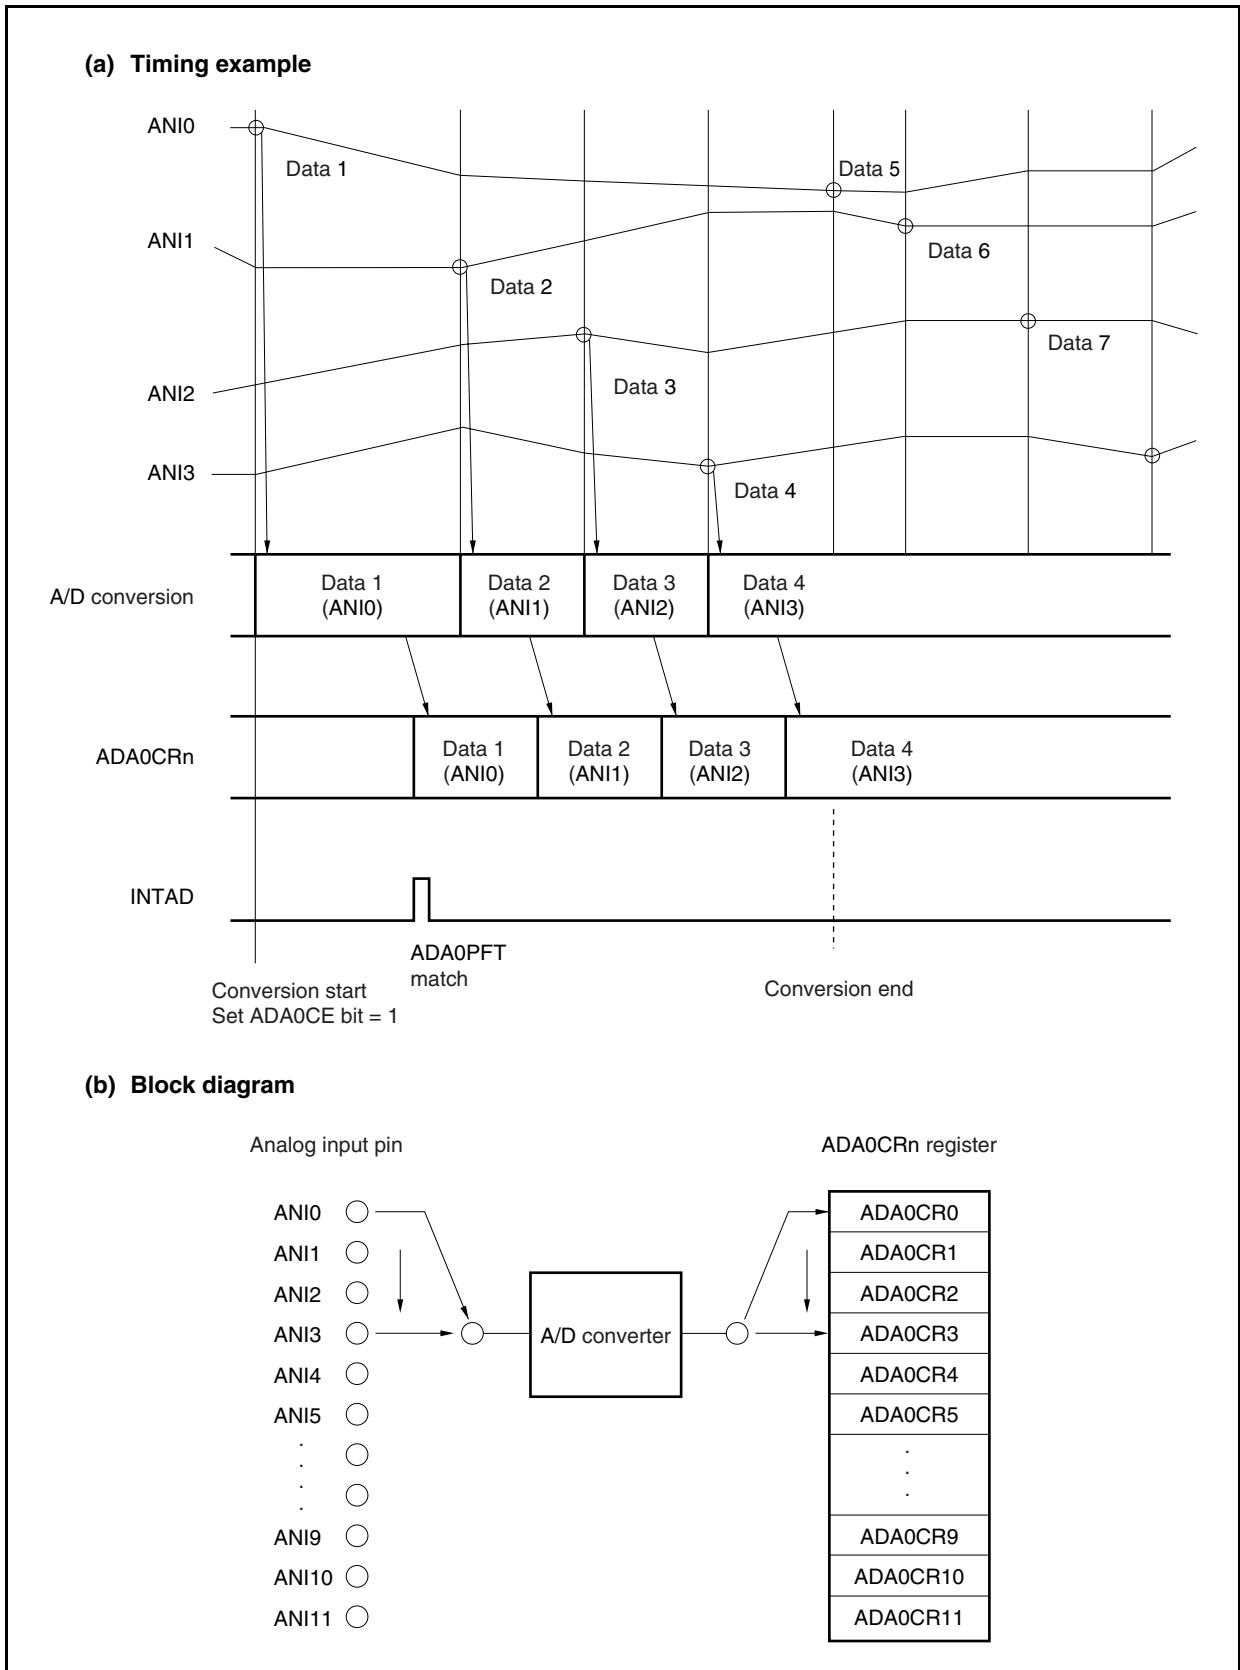 (a) Timing example
ANI0
Data 1
Data 5
ANI1
Data 6
Data 2
Data 7
ANI2
Data 3
ANI3
Data 4
A/D conversion
Data 1
(ANI0)
Data 2
(ANI1)
Data 3
(ANI2)
Data 4
(ANI3)
ADA0CRn
Data 1
(ANI0)
Data 2
(ANI1)
Data 3
(ANI2)
Data 4
(ANI3)
INTAD
ADA0PFT
match
Conversion start
Set ADA0CE bit = 1
Conversion end
(b) Block diagram
Analog input pin
ADA0CRn register
ANI0
ANI1
ANI2
ANI3
ANI4
ANI5
.
.
.
.
ANI9
ANI10
ANI11
A/D converter
ADA0CR0
ADA0CR1
ADA0CR2
ADA0CR3
ADA0CR4
ADA0CR5
.
.
.
ADA0CR9
ADA0CR10
ADA0CR11